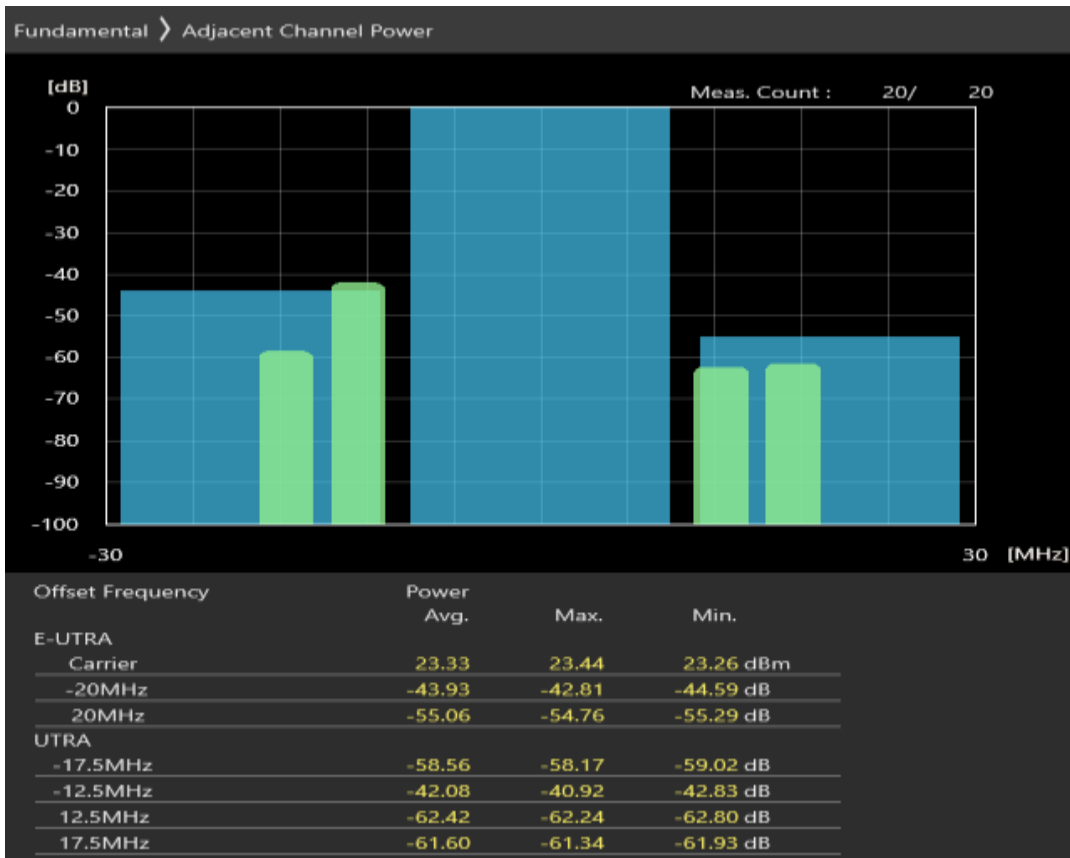 Fundamental ❯ Adjacent Channel Power
[dB]
Meas. Count : 20/ 20
0
-10
-20
-30
-40
-50
-60
-70
-80
-90
-100
-30 30 [MHz]
Offset Frequency Power
Avg. Max. Min.
E-UTRA
Carrier 23.33 23.44 23.26 dBm
-20MHz -43.93 -42.81 -44.59 dB
20MHz -55.06 -54.76 -55.29 dB
UTRA
-17.5MHz -58.56 -58.17 -59.02 dB
-12.5MHz -42.08 -40.92 -42.83 dB
12.5MHz -62.42 -62.24 -62.80 dB
17.5MHz -61.60 -61.34 -61.93 dB